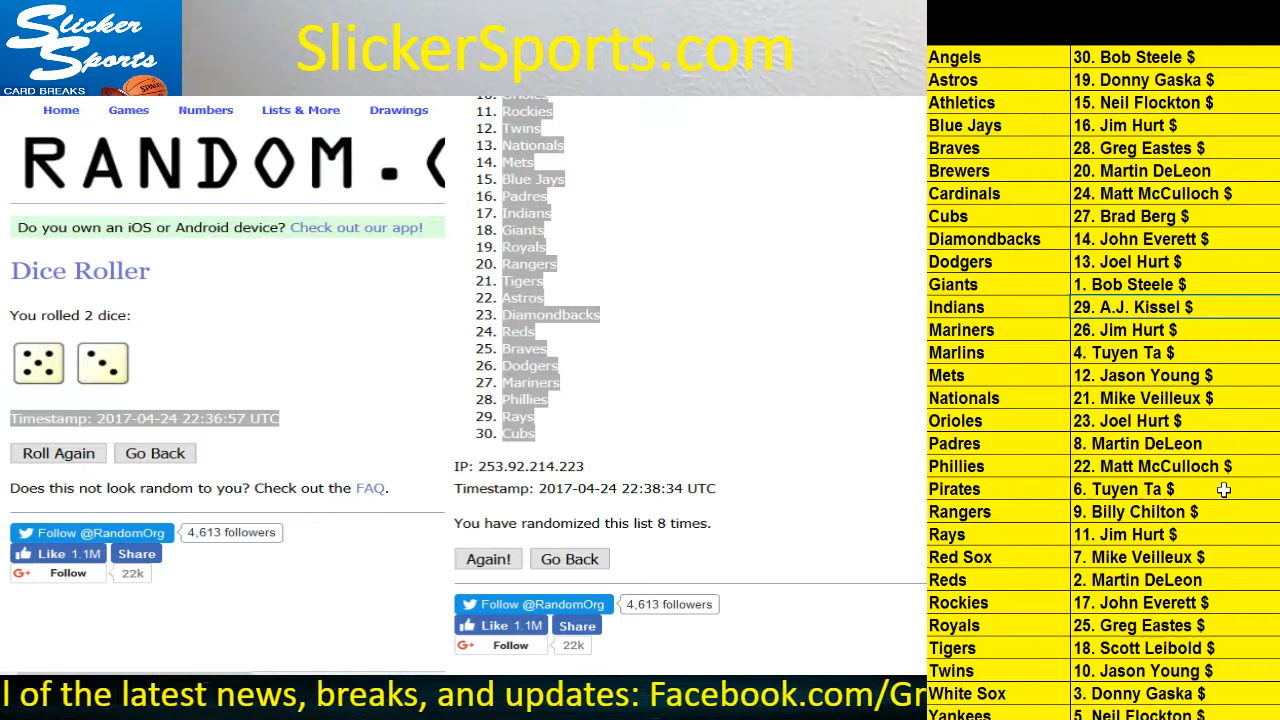 Slicker
Sports
CARD BREAKS
SPALDING
SlickerSports.com
Home Games Numbers Lists & More Drawings
RANDOM.
Do you own an iOS or Android device? Check out our app!
Dice Roller
You rolled 2 dice:
Timestamp: 2017-04-24 22:36:57 UTC
Roll Again Go Back
Does this not look random to you? Check out the FAQ.
Follow @RandomOrg 4,613 followers
Like 1.1M Share
G+ Follow 22k
10. Orioles
11. Rockies
12. Twins
13. Nationals
14. Mets
15. Blue Jays
16. Padres
17. Indians
18. Giants
19. Royals
20. Rangers
21. Tigers
22. Astros
23. Diamondbacks
24. Reds
25. Braves
26. Dodgers
27. Mariners
28. Phillies
29. Rays
30. Cubs
IP: 253.92.214.223
Timestamp: 2017-04-24 22:38:34 UTC
You have randomized this list 8 times.
Again! Go Back
Follow @RandomOrg 4,613 followers
Like 1.1M Share
G+ Follow 22k
Angels 30. Bob Steele $
Astros 19. Donny Gaska $
Athletics 15. Neil Flockton $
Blue Jays 16. Jim Hurt $
Braves 28. Greg Eastes $
Brewers 20. Martin DeLeon
Cardinals 24. Matt McCulloch $
Cubs 27. Brad Berg $
Diamondbacks 14. John Everett $
Dodgers 13. Joel Hurt $
Giants 1. Bob Steele $
Indians 29. A.J. Kissel $
Mariners 26. Jim Hurt $
Marlins 4. Tuyen Ta $
Mets 12. Jason Young $
Nationals 21. Mike Veilleux $
Orioles 23. Joel Hurt $
Padres 8. Martin DeLeon
Phillies 22. Matt McCulloch $
Pirates 6. Tuyen Ta $
Rangers 9. Billy Chilton $
Rays 11. Jim Hurt $
Red Sox 7. Mike Veilleux $
Reds 2. Martin DeLeon
Rockies 17. John Everett $
Royals 25. Greg Eastes $
Tigers 18. Scott Leibold $
Twins 10. Jason Young $
White Sox 3. Donny Gaska $
Yankees 5. Neil Flockton $
l of the latest news, breaks, and updates: Facebook.com/Gr